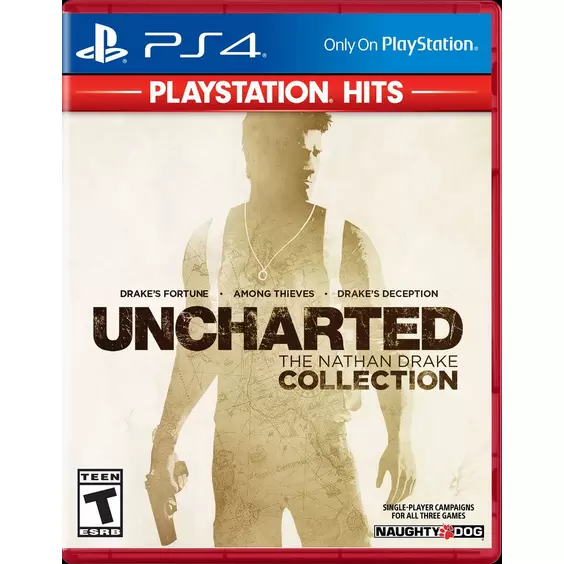 PS4
Only On PlayStation®
PLAYSTATION® HITS
DRAKE'S FORTUNE • AMONG THIEVES • DRAKE'S DECEPTION
UNCHARTED
THE NATHAN DRAKE
COLLECTION
TEEN
T
ESRB
SINGLE-PLAYER CAMPAIGNS
FOR ALL THREE GAMES
NAUGHTY DOG